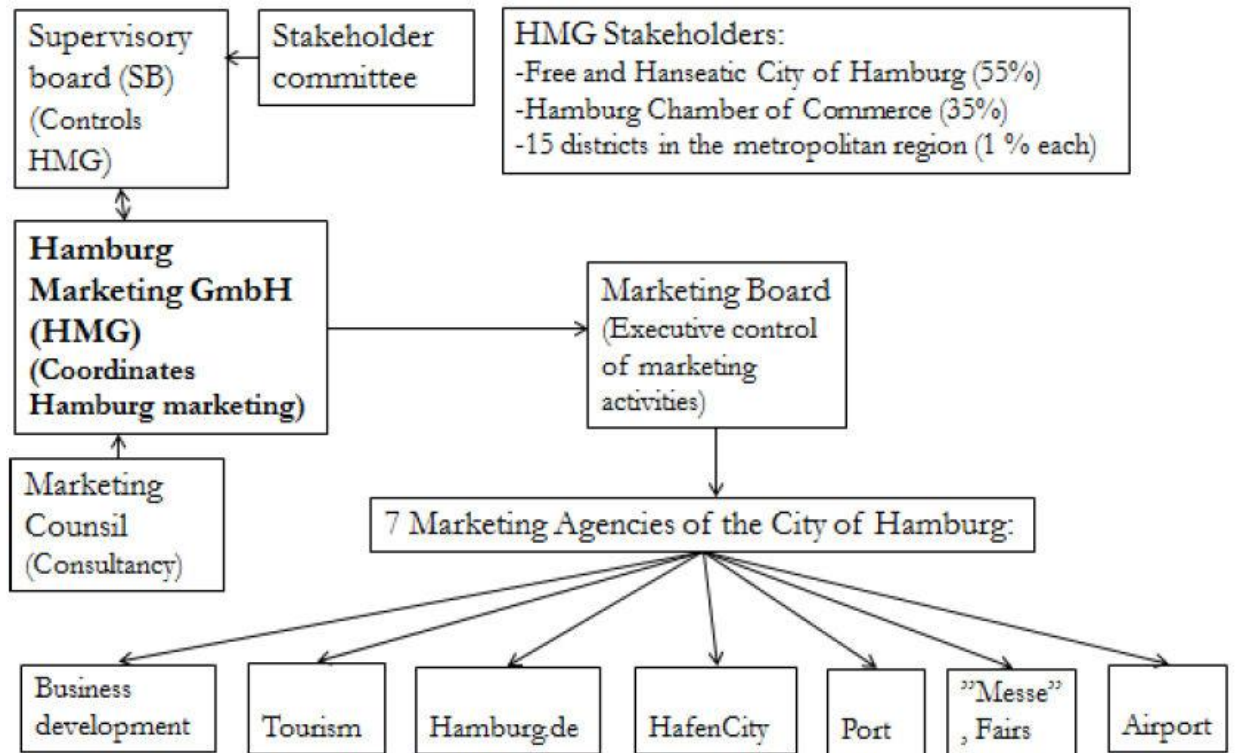 Supervisory
board (SB)
(Controls
HMG)
Stakeholder
committee
HMG Stakeholders:
-Free and Hanseatic City of Hamburg (55%)
-Hamburg Chamber of Commerce (35%)
-15 districts in the metropolitan region (1 % each)
Hamburg
Marketing GmbH
(HMG)
(Coordinates
Hamburg marketing)
Marketing Board
(Executive control
of marketing
activities)
Marketing
Counsil
(Consultancy)
7 Marketing Agencies of the City of Hamburg:
Business
development
Tourism
Hamburg.de
HafenCity
Port
”Messe”
, Fairs
Airport